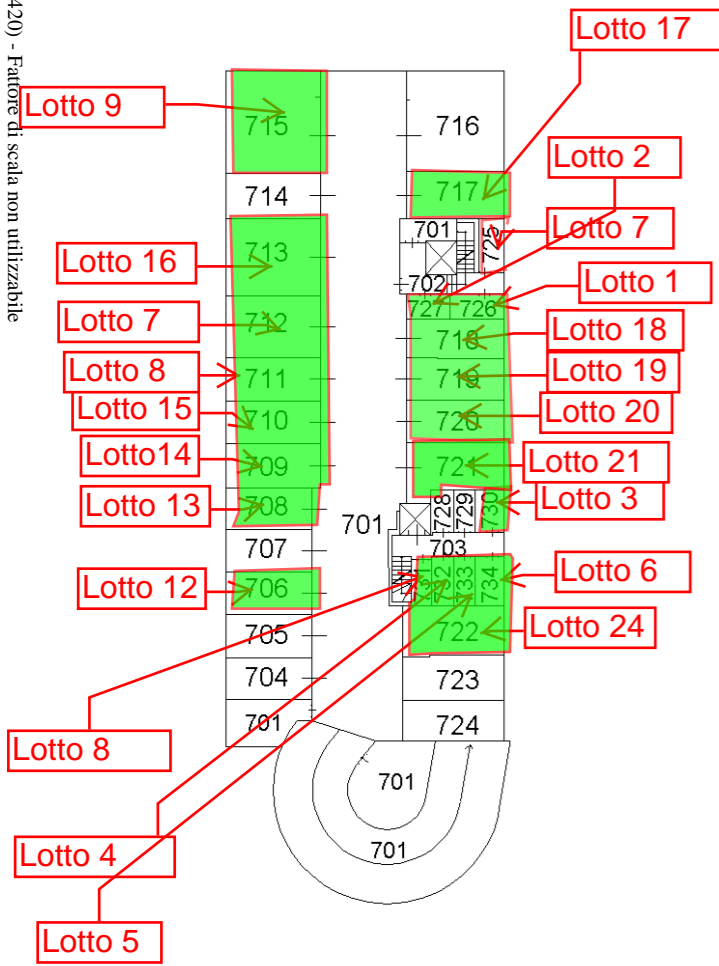 420) - Fattore di scala non utilizzabile
Lotto 17
Lotto 9
715
716
Lotto 2
714
717
Lotto 7
701
725
N
713
Lotto 16
702
Lotto 1
727
726
Lotto 7
712
718
Lotto 18
Lotto 8
711
719
Lotto 19
Lotto 15
710
720
Lotto 20
Lotto14
709
721
Lotto 21
Lotto 13
708
728
729
730
Lotto 3
701
707
703
Lotto 12
706
N
731
732
733
734
Lotto 6
705
722
Lotto 24
704
723
701
724
Lotto 8
701
701
Lotto 4
Lotto 5